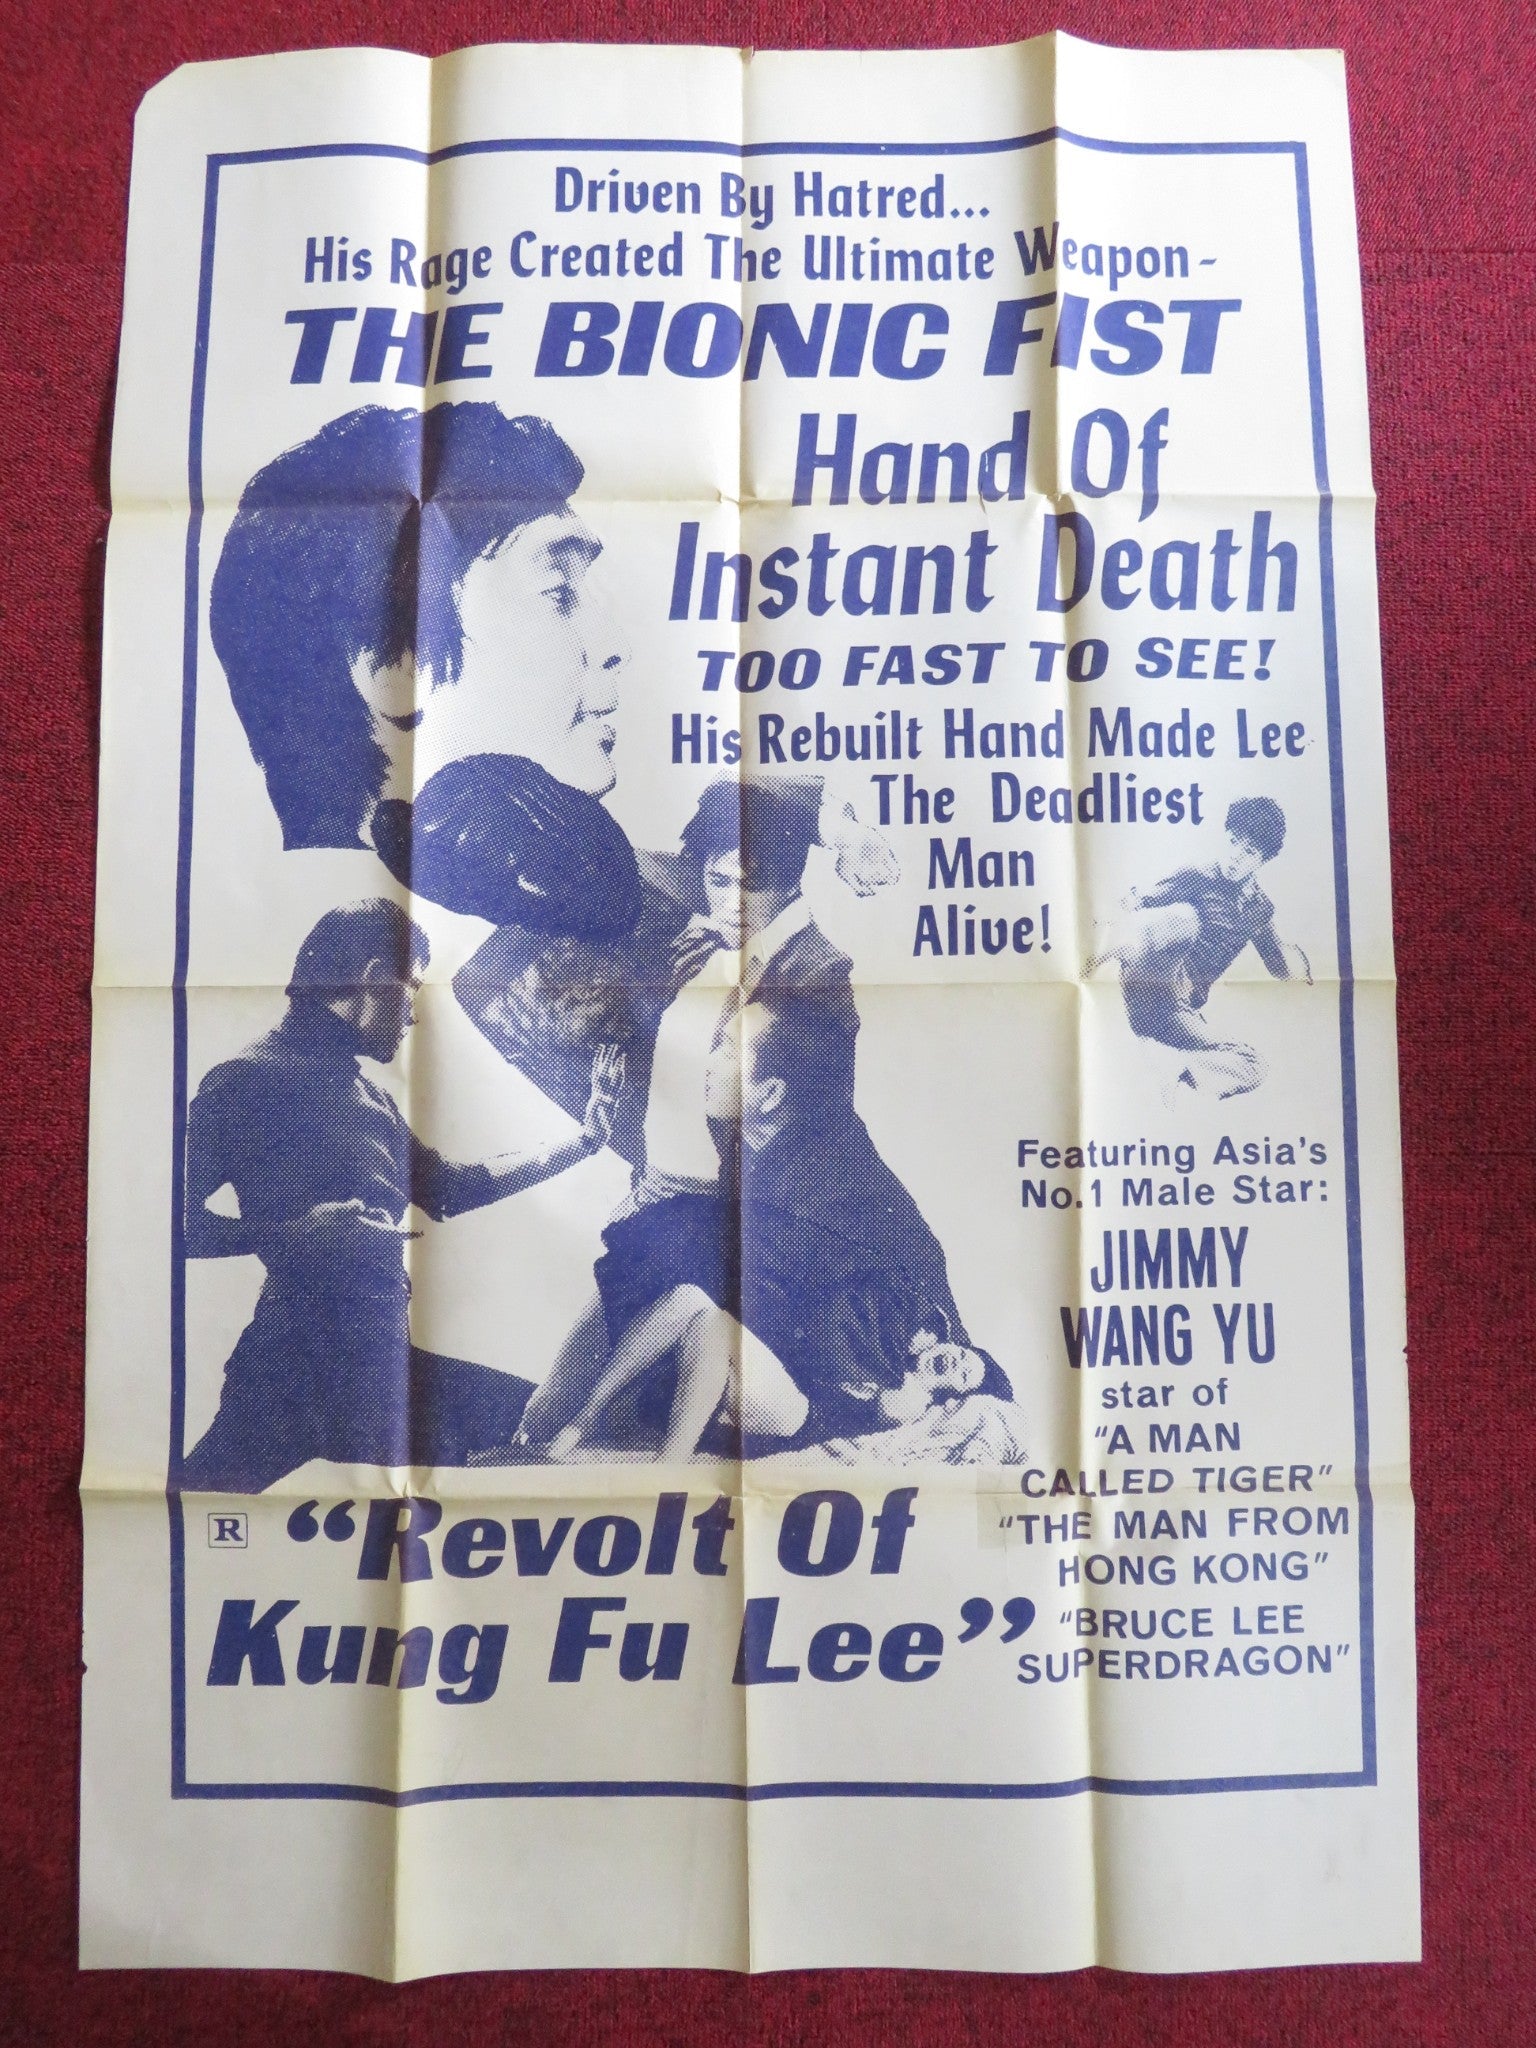 Driven By Hatred...
His Rage Created The Ultimate Weapon-
THE BIONIC FIST
Hand Of
Instant Death
TOO FAST TO SEE!
His Rebuilt Hand Made Lee
The Deadliest
Man
Alive!
Featuring Asia's
No.1 Male Star:
JIMMY
WANG YU
star of
"A MAN
CALLED TIGER"
"THE MAN FROM
HONG KONG"
"BRUCE LEE
SUPERDRAGON"
R
"Revolt Of
Kung Fu Lee"